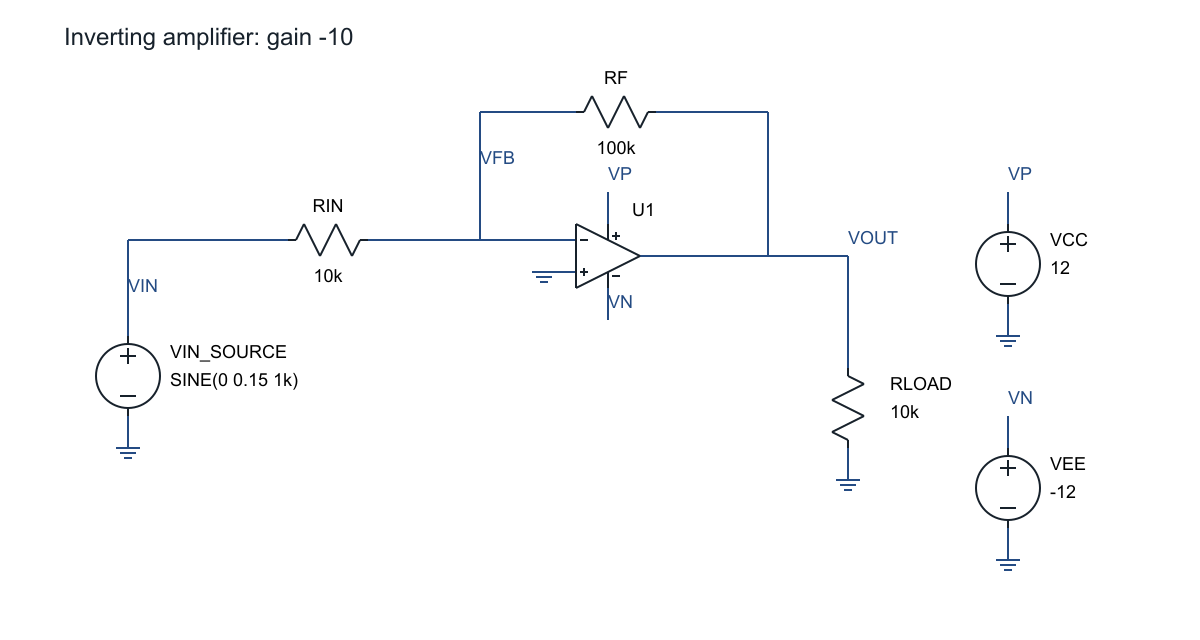 Inverting amplifier: gain -10
RF
100k
VFB
VP
U1
RIN
10k
VIN
VIN_SOURCE
SINE(0 0.15 1k)
VN
VOUT
RLOAD
10k
VP
VCC
12
VN
VEE
-12